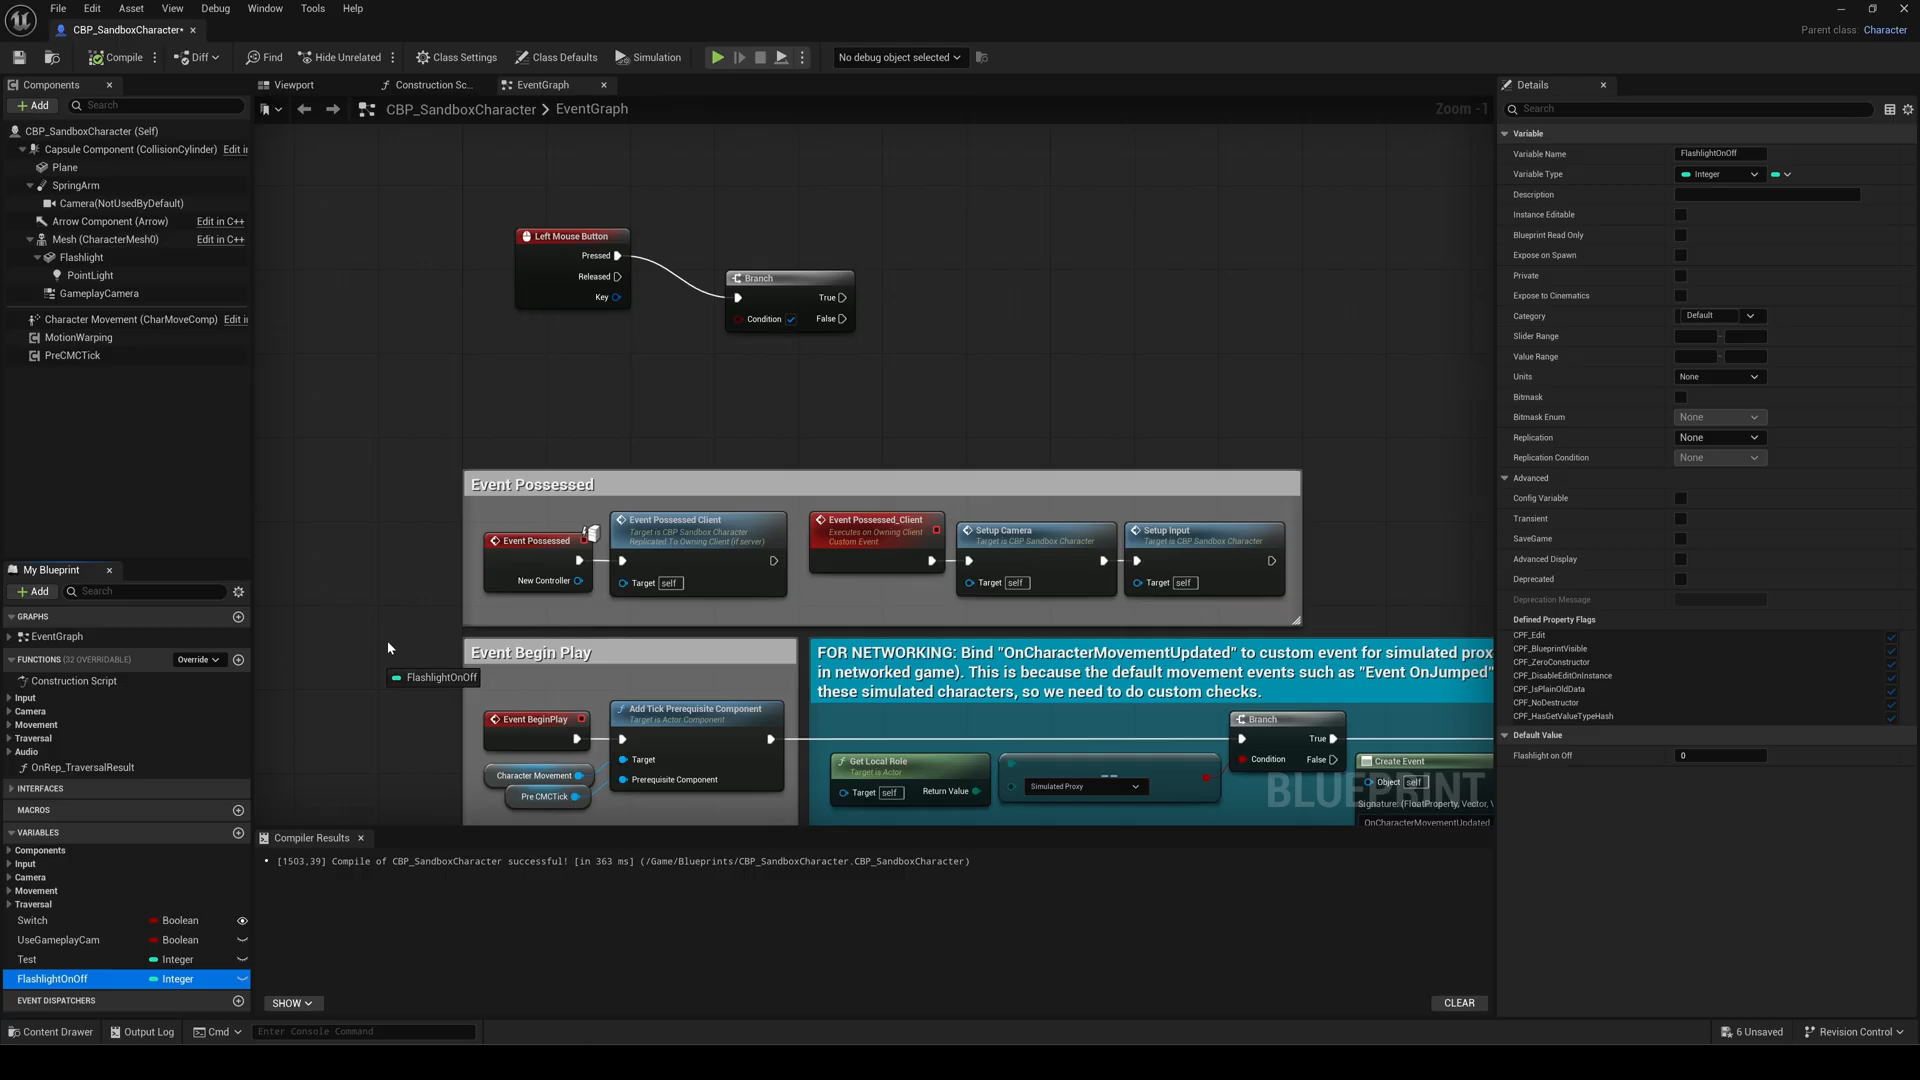 File Edit Asset View Debug Window Tools Help
CBP_SandboxCharacter*
Parent class: Character
Compile Diff Find Hide Unrelated Class Settings Class Defaults Simulation No debug object selected
Components
Add Search
CBP_SandboxCharacter (Self)
Capsule Component (CollisionCylinder) Edit in
Plane
SpringArm
Camera(NotUsedByDefault)
Arrow Component (Arrow) Edit in C++
Mesh (CharacterMesh0) Edit in C++
Flashlight
PointLight
GameplayCamera
Character Movement (CharMoveComp) Edit in
MotionWarping
PreCMCTick
My Blueprint
Add Search
GRAPHS
EventGraph
FUNCTIONS (32 OVERRIDABLE) Override
Construction Script
Input
Camera
Movement
Traversal
Audio
OnRep_TraversalResult
INTERFACES
MACROS
VARIABLES
Components
Input
Camera
Movement
Traversal
Switch Boolean
UseGameplayCam Boolean
Test Integer
FlashlightOnOff Integer
EVENT DISPATCHERS
Viewport Construction Sc... EventGraph
CBP_SandboxCharacter > EventGraph Zoom -1
Left Mouse Button
Pressed
Released
Key
Branch
True
Condition False
Event Possessed
Event Possessed
New Controller
Event Possessed Client
Target is CBP Sandbox Character
Replicated To Owning Client (if server)
Target self
Event Possessed_Client
Executes on Owning Client
Custom Event
Setup Camera
Target is CBP Sandbox Character
Target self
Setup Input
Target is CBP Sandbox Character
Target self
FlashlightOnOff
Event Begin Play
Event BeginPlay
Add Tick Prerequisite Component
Target is Actor Component
Target
Prerequisite Component
Character Movement
Pre CMCTick
FOR NETWORKING: Bind "OnCharacterMovementUpdated" to custom event for simulated prox
in networked game). This is because the default movement events such as "Event OnJumped"
these simulated characters, so we need to do custom checks.
Get Local Role
Target is Actor
Target self Return Value
==
Simulated Proxy
Branch
True
Condition False
Create Event
Object self
Signature: (FloatProperty, Vector, V
OnCharacterMovementUpdated
BLUEPRINT
Compiler Results
[1503,39] Compile of CBP_SandboxCharacter successful! [in 363 ms] (/Game/Blueprints/CBP_SandboxCharacter.CBP_SandboxCharacter)
SHOW CLEAR
Details
Search
Variable
Variable Name FlashlightOnOff
Variable Type Integer
Description
Instance Editable
Blueprint Read Only
Expose on Spawn
Private
Expose to Cinematics
Category Default
Slider Range
Value Range
Units None
Bitmask
Bitmask Enum None
Replication None
Replication Condition None
Advanced
Config Variable
Transient
SaveGame
Advanced Display
Deprecated
Deprecation Message
Defined Property Flags
CPF_Edit
CPF_BlueprintVisible
CPF_ZeroConstructor
CPF_DisableEditOnInstance
CPF_IsPlainOldData
CPF_NoDestructor
CPF_HasGetValueTypeHash
Default Value
Flashlight on Off 0
Content Drawer Output Log Cmd Enter Console Command 6 Unsaved Revision Control